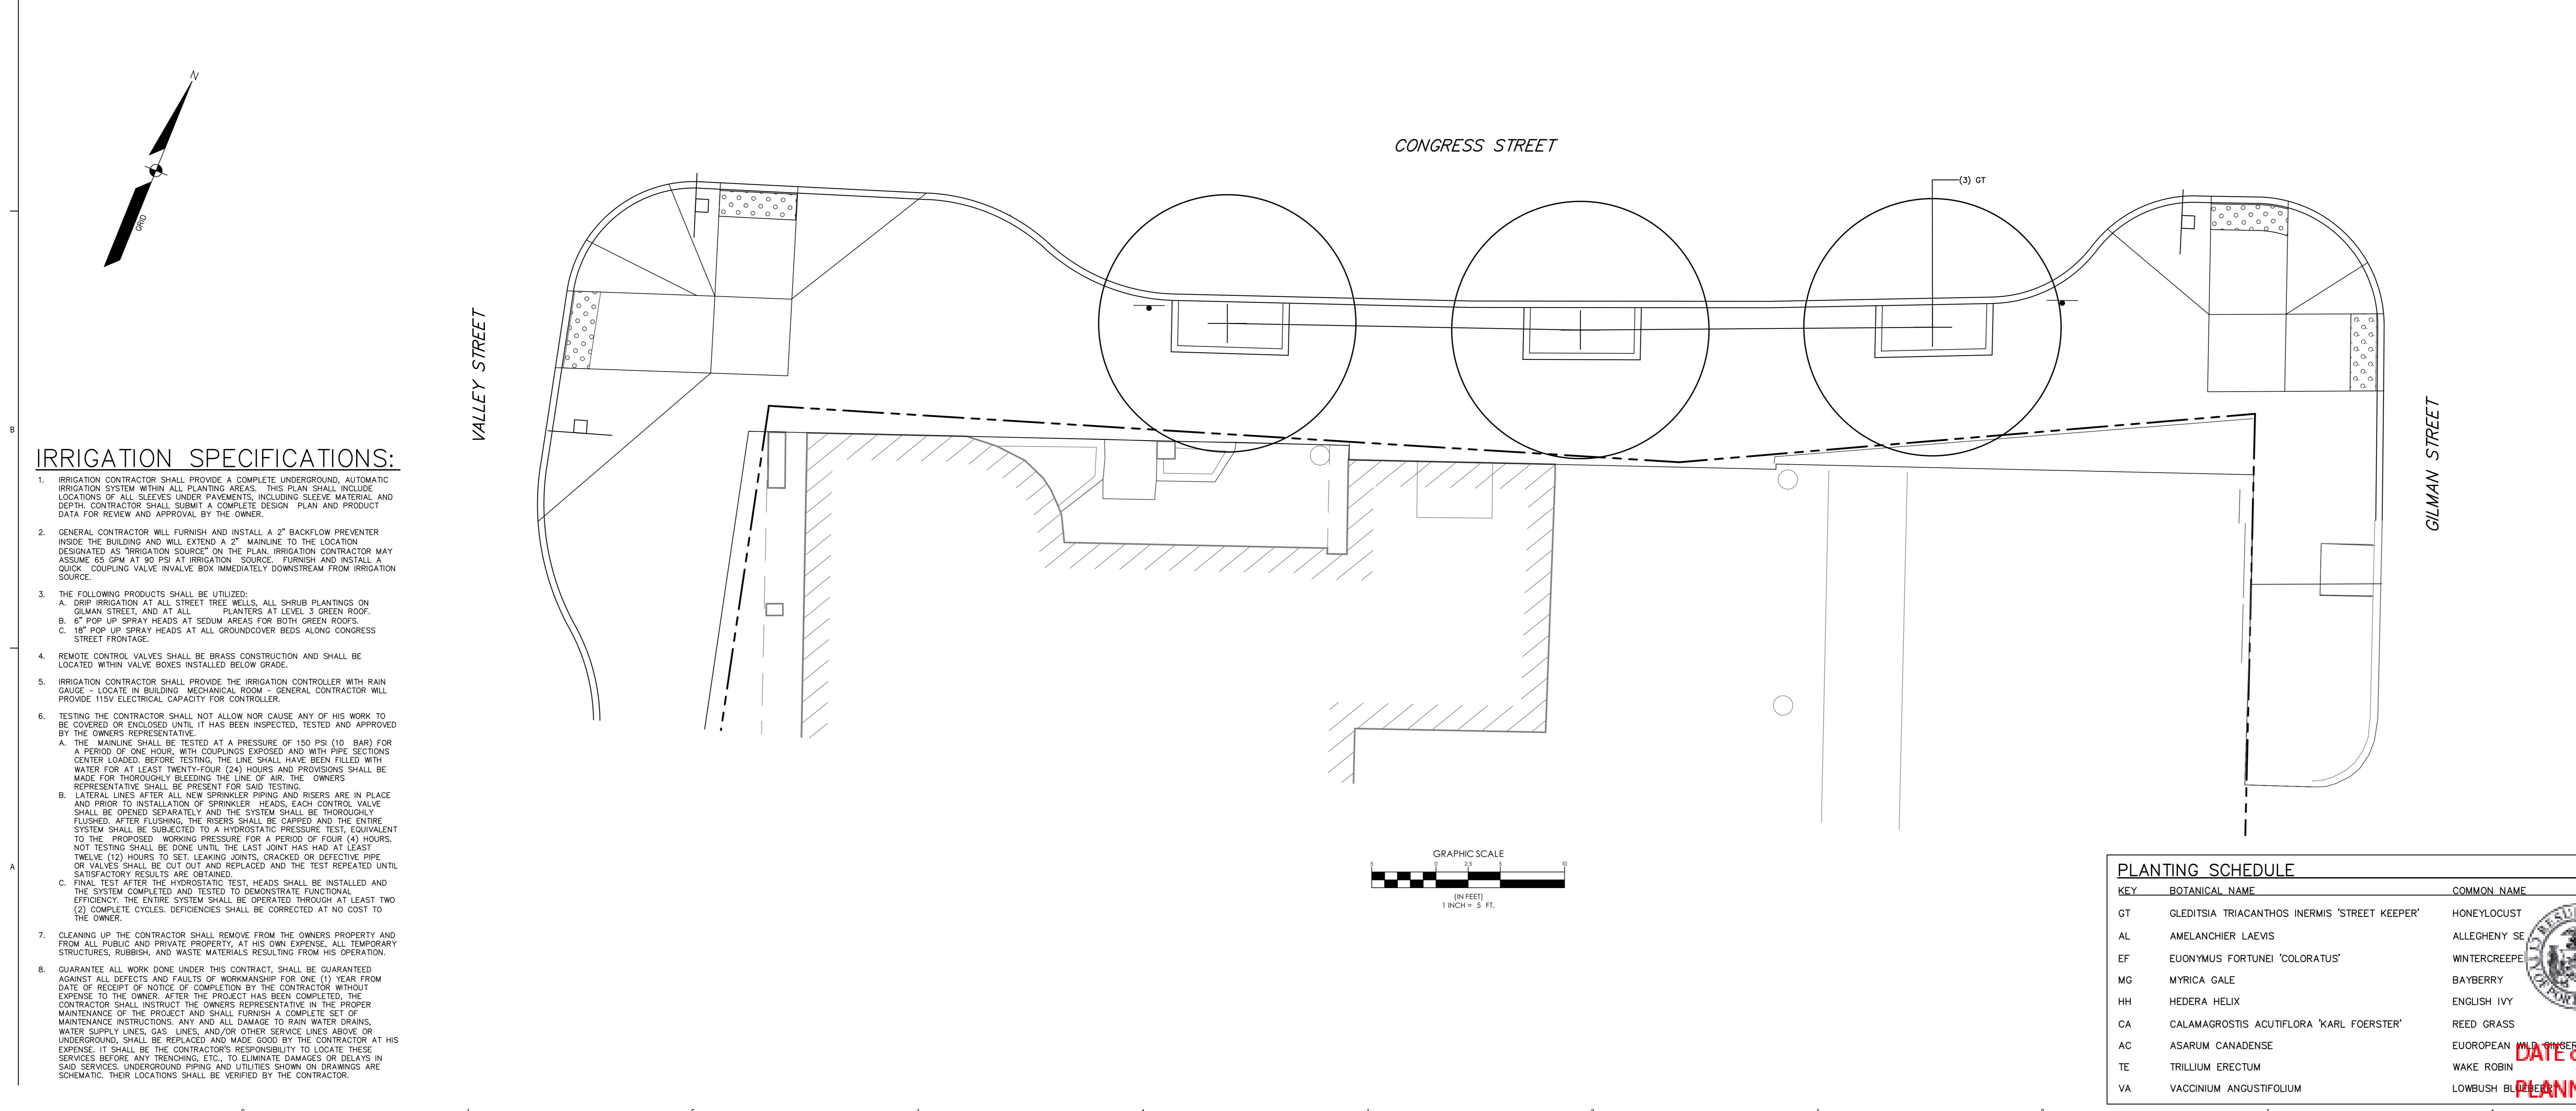 N
GRID
CONGRESS STREET
(3) GT
VALLEY STREET
GILMAN STREET
B
A
IRRIGATION SPECIFICATIONS:
1. IRRIGATION CONTRACTOR SHALL PROVIDE A COMPLETE UNDERGROUND, AUTOMATIC
IRRIGATION SYSTEM WITHIN ALL PLANTING AREAS. THIS PLAN SHALL INCLUDE
LOCATIONS OF ALL SLEEVES UNDER PAVEMENTS, INCLUDING SLEEVE MATERIAL AND
DEPTH. CONTRACTOR SHALL SUBMIT A COMPLETE DESIGN PLAN AND PRODUCT
DATA FOR REVIEW AND APPROVAL BY THE OWNER.
2. GENERAL CONTRACTOR WILL FURNISH AND INSTALL A 2" BACKFLOW PREVENTER
INSIDE THE BUILDING AND WILL EXTEND A 2" MAINLINE TO THE LOCATION
DESIGNATED AS "IRRIGATION SOURCE" ON THE PLAN. IRRIGATION CONTRACTOR MAY
ASSUME 65 GPM AT 90 PSI AT IRRIGATION SOURCE. FURNISH AND INSTALL A
QUICK COUPLING VALVE INVALVE BOX IMMEDIATELY DOWNSTREAM FROM IRRIGATION
SOURCE.
3. THE FOLLOWING PRODUCTS SHALL BE UTILIZED:
A. DRIP IRRIGATION AT ALL STREET TREE WELLS, ALL SHRUB PLANTINGS ON
GILMAN STREET, AND AT ALL PLANTERS AT LEVEL 3 GREEN ROOF.
B. 6" POP UP SPRAY HEADS AT SEDUM AREAS FOR BOTH GREEN ROOFS.
C. 18" POP UP SPRAY HEADS AT ALL GROUNDCOVER BEDS ALONG CONGRESS
STREET FRONTAGE.
4. REMOTE CONTROL VALVES SHALL BE BRASS CONSTRUCTION AND SHALL BE
LOCATED WITHIN VALVE BOXES INSTALLED BELOW GRADE.
5. IRRIGATION CONTRACTOR SHALL PROVIDE THE IRRIGATION CONTROLLER WITH RAIN
GAUGE - LOCATE IN BUILDING MECHANICAL ROOM - GENERAL CONTRACTOR WILL
PROVIDE 115V ELECTRICAL CAPACITY FOR CONTROLLER.
6. TESTING THE CONTRACTOR SHALL NOT ALLOW NOR CAUSE ANY OF HIS WORK TO
BE COVERED OR ENCLOSED UNTIL IT HAS BEEN INSPECTED, TESTED AND APPROVED
BY THE OWNERS REPRESENTATIVE.
A. THE MAINLINE SHALL BE TESTED AT A PRESSURE OF 150 PSI (10 BAR) FOR
A PERIOD OF ONE HOUR, WITH COUPLINGS EXPOSED AND WITH PIPE SECTIONS
CENTER LOADED. BEFORE TESTING, THE LINE SHALL HAVE BEEN FILLED WITH
WATER FOR AT LEAST TWENTY-FOUR (24) HOURS AND PROVISIONS SHALL BE
MADE FOR THOROUGHLY BLEEDING THE LINE OF AIR. THE OWNERS
REPRESENTATIVE SHALL BE PRESENT FOR SAID TESTING.
B. LATERAL LINES AFTER ALL NEW SPRINKLER PIPING AND RISERS ARE IN PLACE
AND PRIOR TO INSTALLATION OF SPRINKLER HEADS, EACH CONTROL VALVE
SHALL BE OPENED SEPARATELY AND THE SYSTEM SHALL BE THOROUGHLY
FLUSHED. AFTER FLUSHING, THE RISERS SHALL BE CAPPED AND THE ENTIRE
SYSTEM SHALL BE SUBJECTED TO A HYDROSTATIC PRESSURE TEST, EQUIVALENT
TO THE PROPOSED WORKING PRESSURE FOR A PERIOD OF FOUR (4) HOURS.
NOT TESTING SHALL BE DONE UNTIL THE LAST JOINT HAS HAD AT LEAST
TWELVE (12) HOURS TO SET. LEAKING JOINTS, CRACKED OR DEFECTIVE PIPE
OR VALVES SHALL BE CUT OUT AND REPLACED AND THE TEST REPEATED UNTIL
SATISFACTORY RESULTS ARE OBTAINED.
C. FINAL TEST AFTER THE HYDROSTATIC TEST, HEADS SHALL BE INSTALLED AND
THE SYSTEM COMPLETED AND TESTED TO DEMONSTRATE FUNCTIONAL
EFFICIENCY. THE ENTIRE SYSTEM SHALL BE OPERATED THROUGH AT LEAST TWO
(2) COMPLETE CYCLES. DEFICIENCIES SHALL BE CORRECTED AT NO COST TO
THE OWNER.
7. CLEANING UP THE CONTRACTOR SHALL REMOVE FROM THE OWNERS PROPERTY AND
FROM ALL PUBLIC AND PRIVATE PROPERTY, AT HIS OWN EXPENSE, ALL TEMPORARY
STRUCTURES, RUBBISH, AND WASTE MATERIALS RESULTING FROM HIS OPERATION.
8. GUARANTEE ALL WORK DONE UNDER THIS CONTRACT, SHALL BE GUARANTEED
AGAINST ALL DEFECTS AND FAULTS OF WORKMANSHIP FOR ONE (1) YEAR FROM
DATE OF RECEIPT OF NOTICE OF COMPLETION BY THE CONTRACTOR WITHOUT
EXPENSE TO THE OWNER. AFTER THE PROJECT HAS BEEN COMPLETED, THE
CONTRACTOR SHALL INSTRUCT THE OWNERS REPRESENTATIVE IN THE PROPER
MAINTENANCE OF THE PROJECT AND SHALL FURNISH A COMPLETE SET OF
MAINTENANCE INSTRUCTIONS. ANY AND ALL DAMAGE TO RAIN WATER DRAINS,
WATER SUPPLY LINES, GAS LINES, AND/OR OTHER SERVICE LINES ABOVE OR
UNDERGROUND, SHALL BE REPLACED AND MADE GOOD BY THE CONTRACTOR AT HIS
EXPENSE. IT SHALL BE THE CONTRACTOR'S RESPONSIBILITY TO LOCATE THESE
SERVICES BEFORE ANY TRENCHING, ETC., TO ELIMINATE DAMAGES OR DELAYS IN
SAID SERVICES. UNDERGROUND PIPING AND UTILITIES SHOWN ON DRAWINGS ARE
SCHEMATIC. THEIR LOCATIONS SHALL BE VERIFIED BY THE CONTRACTOR.
GRAPHIC SCALE
5 0 2.5 5 10
(IN FEET)
1 INCH = 5 FT.
PLANTING SCHEDULE
KEY BOTANICAL NAME COMMON NAME
GT GLEDITSIA TRIACANTHOS INERMIS 'STREET KEEPER' HONEYLOCUST
AL AMELANCHIER LAEVIS ALLEGHENY SE
EF EUONYMUS FORTUNEI 'COLORATUS' WINTERCREEPE
MG MYRICA GALE BAYBERRY
HH HEDERA HELIX ENGLISH IVY
CA CALAMAGROSTIS ACUTIFLORA 'KARL FOERSTER' REED GRASS
AC ASARUM CANADENSE EUOROPEAN WILD GINGER
TE TRILLIUM ERECTUM WAKE ROBIN
VA VACCINIUM ANGUSTIFOLIUM LOWBUSH BLUEBERRY
DATE
PLANN